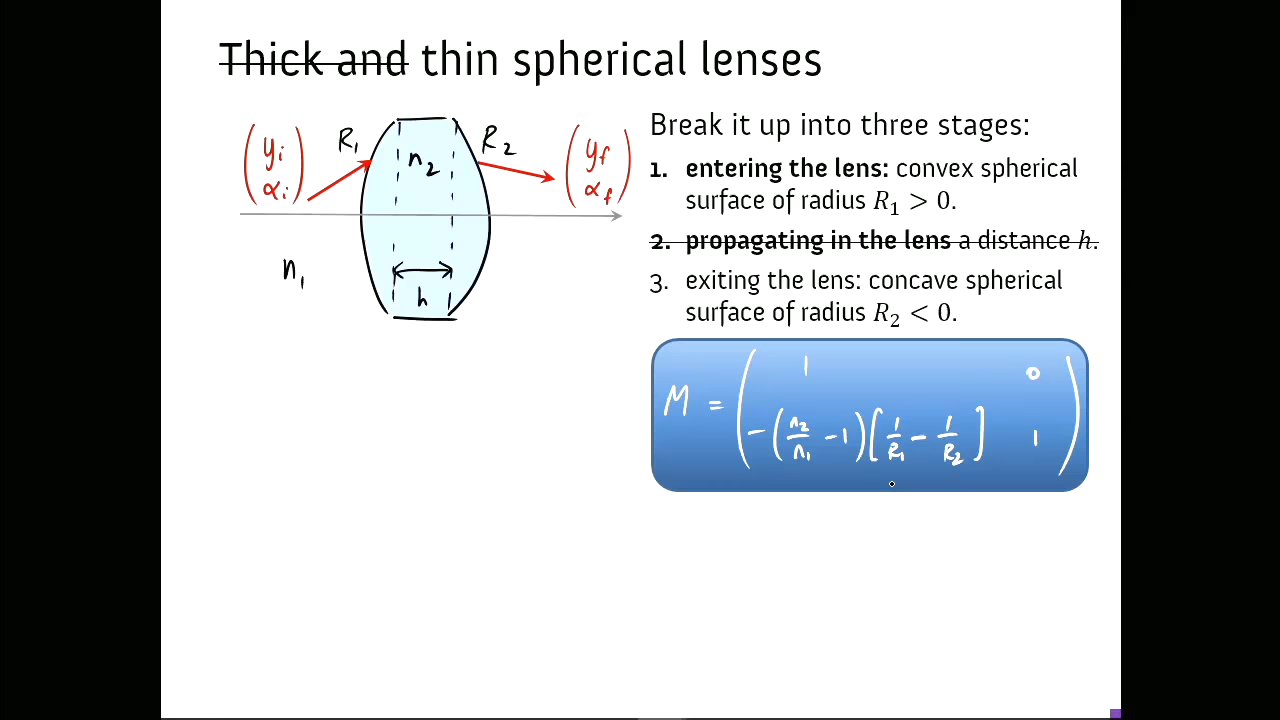 Thick and thin spherical lenses
(yᵢ αᵢ)
R₁
n₂
R₂
(y_f α_f)
n₁
h
Break it up into three stages:
1. entering the lens: convex spherical
surface of radius R₁ > 0.
2. propagating in the lens a distance h.
3. exiting the lens: concave spherical
surface of radius R₂ < 0.
M = ( 1 0
-(n₂/n₁ - 1)[1/R₁ - 1/R₂] 1 )